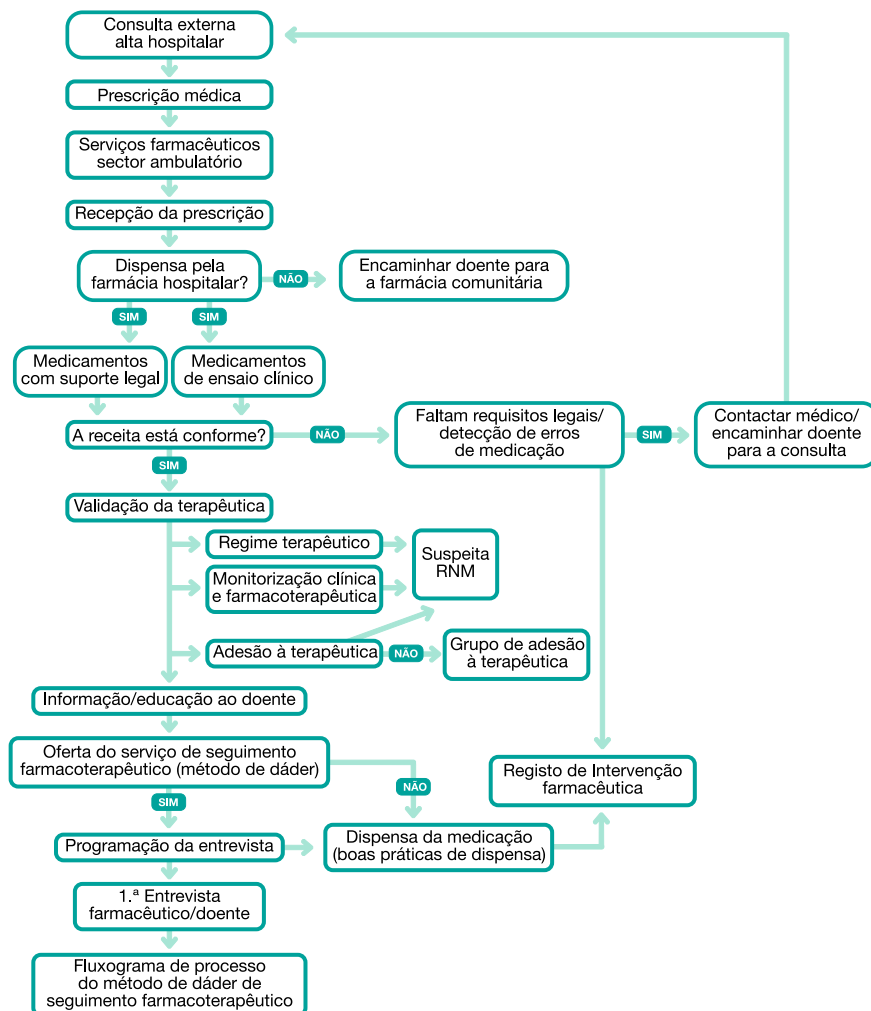 Consulta externa
alta hospitalar
Prescrição médica
Serviços farmacêuticos
sector ambulatório
Recepção da prescrição
Dispensa pela
farmácia hospitalar?
NÃO
Encaminhar doente para
a farmácia comunitária
SIM
SIM
Medicamentos
com suporte legal
Medicamentos
de ensaio clínico
A receita está conforme?
NÃO
Faltam requisitos legais/
detecção de erros
de medicação
SIM
Contactar médico/
encaminhar doente
para a consulta
SIM
Validação da terapêutica
Regime terapêutico
Monitorização clínica
e farmacoterapêutica
Suspeita
RNM
Adesão à terapêutica
NÃO
Grupo de adesão
à terapêutica
Informação/educação ao doente
Oferta do serviço de seguimento
farmacoterapêutico (método de dáder)
NÃO
SIM
Registo de Intervenção
farmacêutica
Programação da entrevista
Dispensa da medicação
(boas práticas de dispensa)
1.ª Entrevista
farmacêutico/doente
Fluxograma de processo
do método de dáder de
seguimento farmacoterapêutico